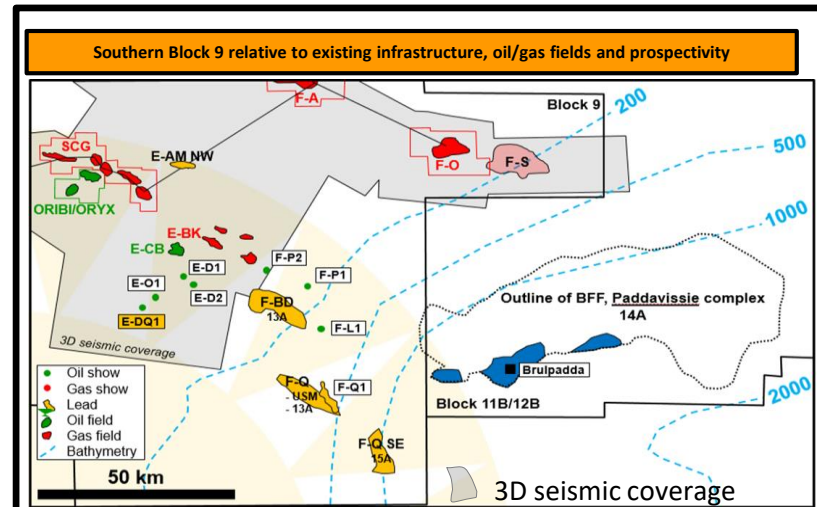 Southern Block 9 relative to existing infrastructure, oil/gas fields and prospectivity
F-A
Block 9
200
SCG
E-AM NW
F-O
F-S
500
ORIBI/ORYX
1000
E-BK
E-CB
F-P2
E-D1
F-P1
E-O1
E-D2
Outline of BFF, Paddavissie complex
14A
F-BD
13A
E-DQ1
F-L1
3D seismic coverage
Brulpadda
Oil show
Gas show
Lead
Oil field
Gas field
Bathymetry
F-Q
- USM
- 13A
F-Q1
2000
Block 11B/12B
F-Q SE
15A
50 km
3D seismic coverage